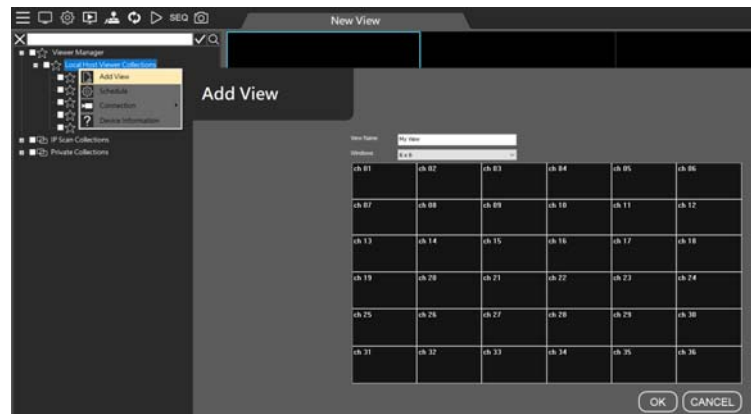 SEQ
New View
Viewer Manager
Local Host Viewer Collections
Add View
Schedule
Connection
Device Information
IP Scan Collections
Private Collections
Add View
View Name
My View
Windows
6 x 6
ch 01 ch 02 ch 03 ch 04 ch 05 ch 06
ch 07 ch 08 ch 09 ch 10 ch 11 ch 12
ch 13 ch 14 ch 15 ch 16 ch 17 ch 18
ch 19 ch 20 ch 21 ch 22 ch 23 ch 24
ch 25 ch 26 ch 27 ch 28 ch 29 ch 30
ch 31 ch 32 ch 33 ch 34 ch 35 ch 36
OK CANCEL